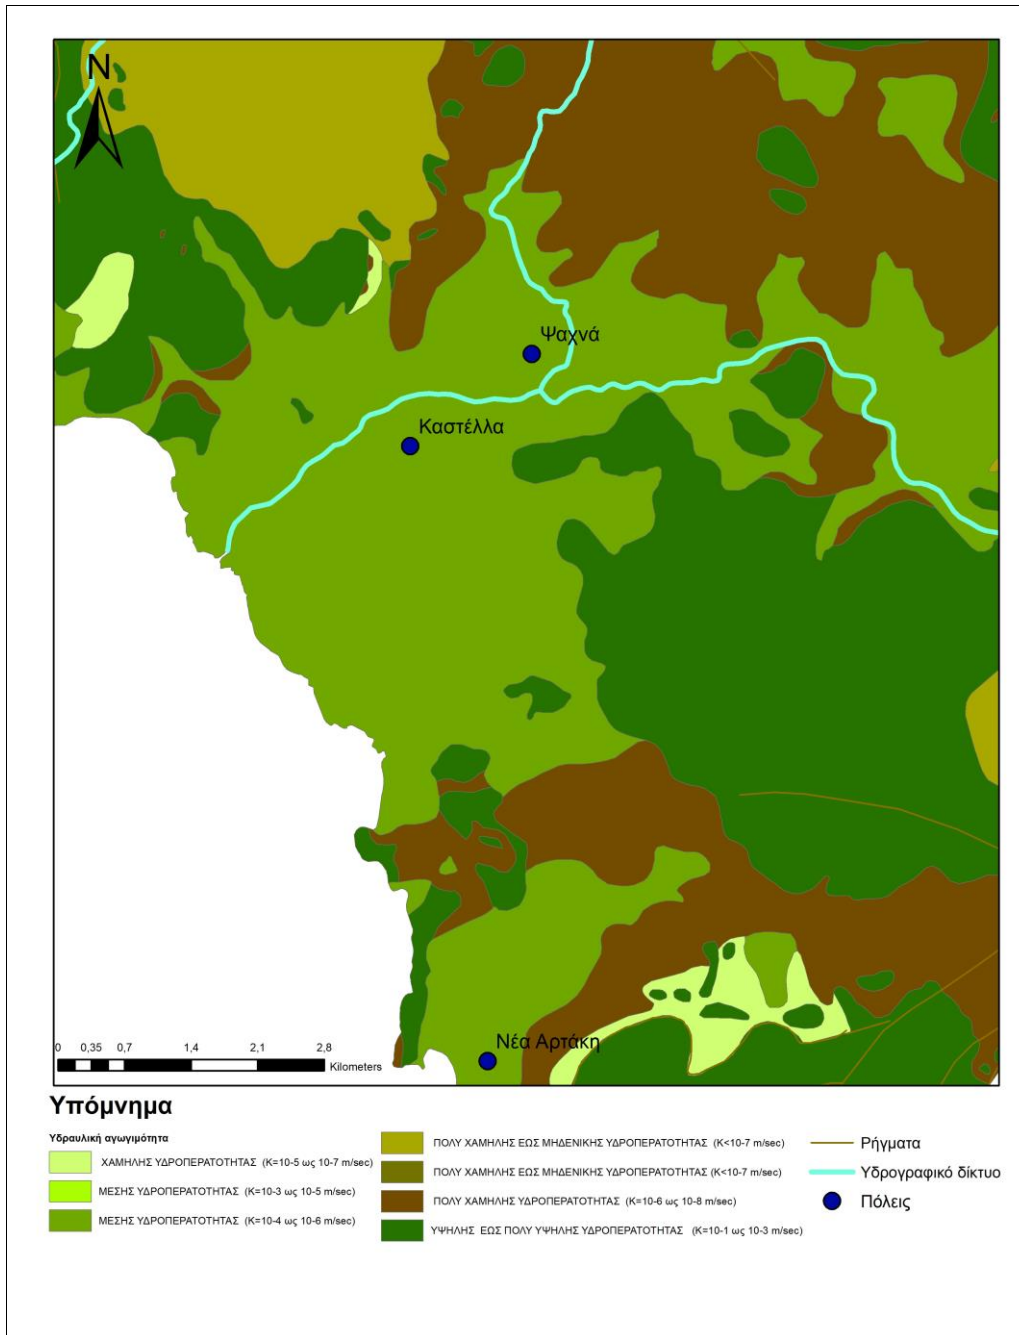 N
Ψαχνά
Καστέλλα
Νέα Αρτάκη
0 0,35 0,7 1,4 2,1 2,8
Kilometers
Υπόμνημα
Υδραυλική αγωγιμότητα
ΧΑΜΗΛΗΣ ΥΔΡΟΠΕΡΑΤΟΤΗΤΑΣ (Κ=10-5 ως 10-7 m/sec)
ΜΕΣΗΣ ΥΔΡΟΠΕΡΑΤΟΤΗΤΑΣ (Κ=10-3 ως 10-5 m/sec)
ΜΕΣΗΣ ΥΔΡΟΠΕΡΑΤΟΤΗΤΑΣ (Κ=10-4 ως 10-6 m/sec)
ΠΟΛΥ ΧΑΜΗΛΗΣ ΕΩΣ ΜΗΔΕΝΙΚΗΣ ΥΔΡΟΠΕΡΑΤΟΤΗΤΑΣ (Κ<10-7 m/sec)
ΠΟΛΥ ΧΑΜΗΛΗΣ ΕΩΣ ΜΗΔΕΝΙΚΗΣ ΥΔΡΟΠΕΡΑΤΟΤΗΤΑΣ (Κ<10-7 m/sec)
ΠΟΛΥ ΧΑΜΗΛΗΣ ΥΔΡΟΠΕΡΑΤΟΤΗΤΑΣ (Κ=10-6 ως 10-8 m/sec)
ΥΨΗΛΗΣ ΕΩΣ ΠΟΛΥ ΥΨΗΛΗΣ ΥΔΡΟΠΕΡΑΤΟΤΗΤΑΣ (Κ=10-1 ως 10-3 m/sec)
Ρήγματα
Υδρογραφικό δίκτυο
Πόλεις